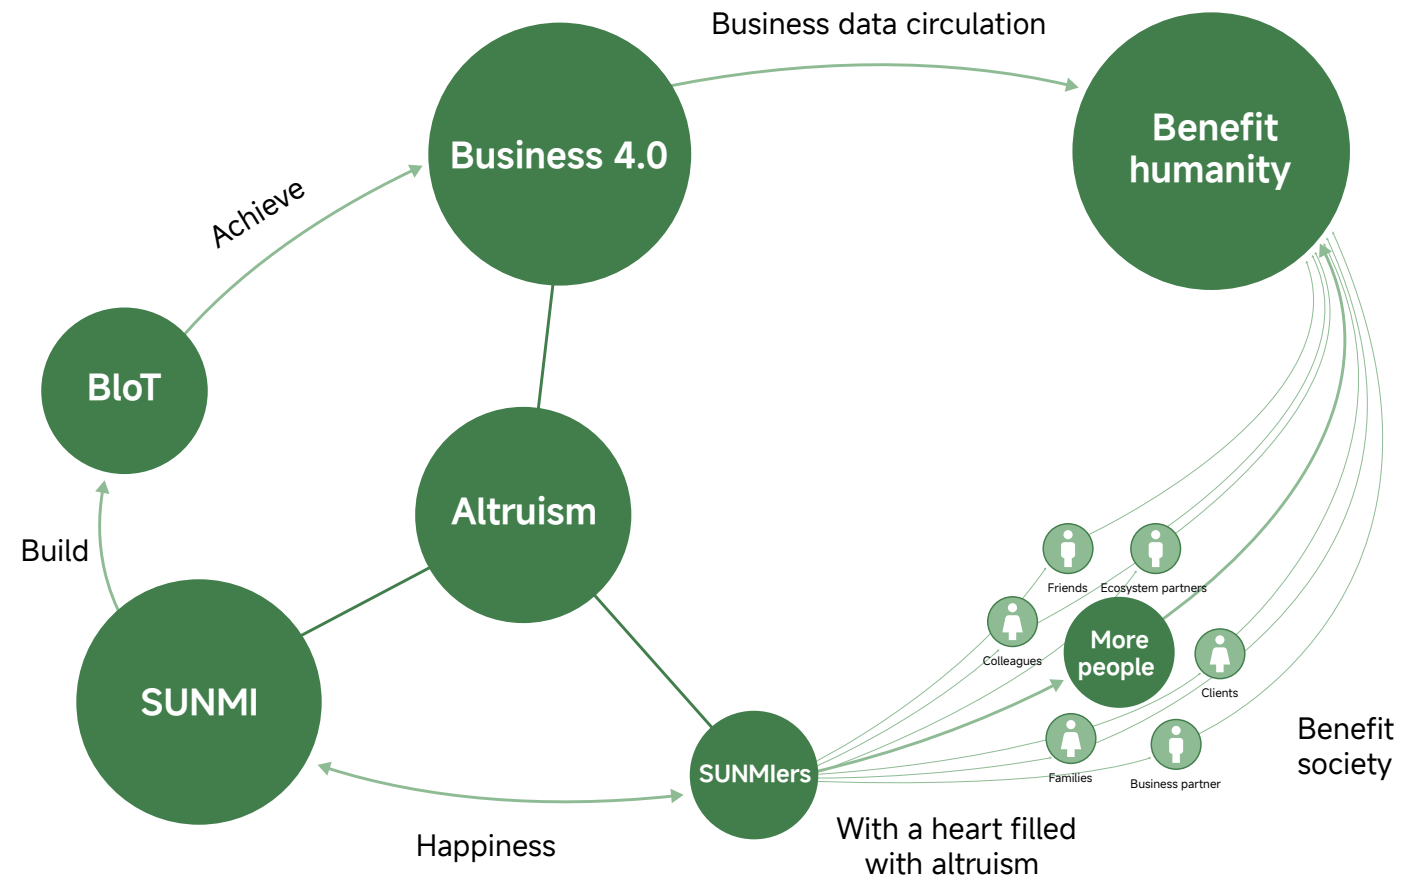 Business data circulation
Benefit
humanity
Business 4.0
Achieve
BIoT
Altruism
Build
Friends
Ecosystem partners
More
people
Colleagues
Clients
SUNMI
Benefit
society
SUNMIers
Families
Business partner
With a heart filled
with altruism
Happiness